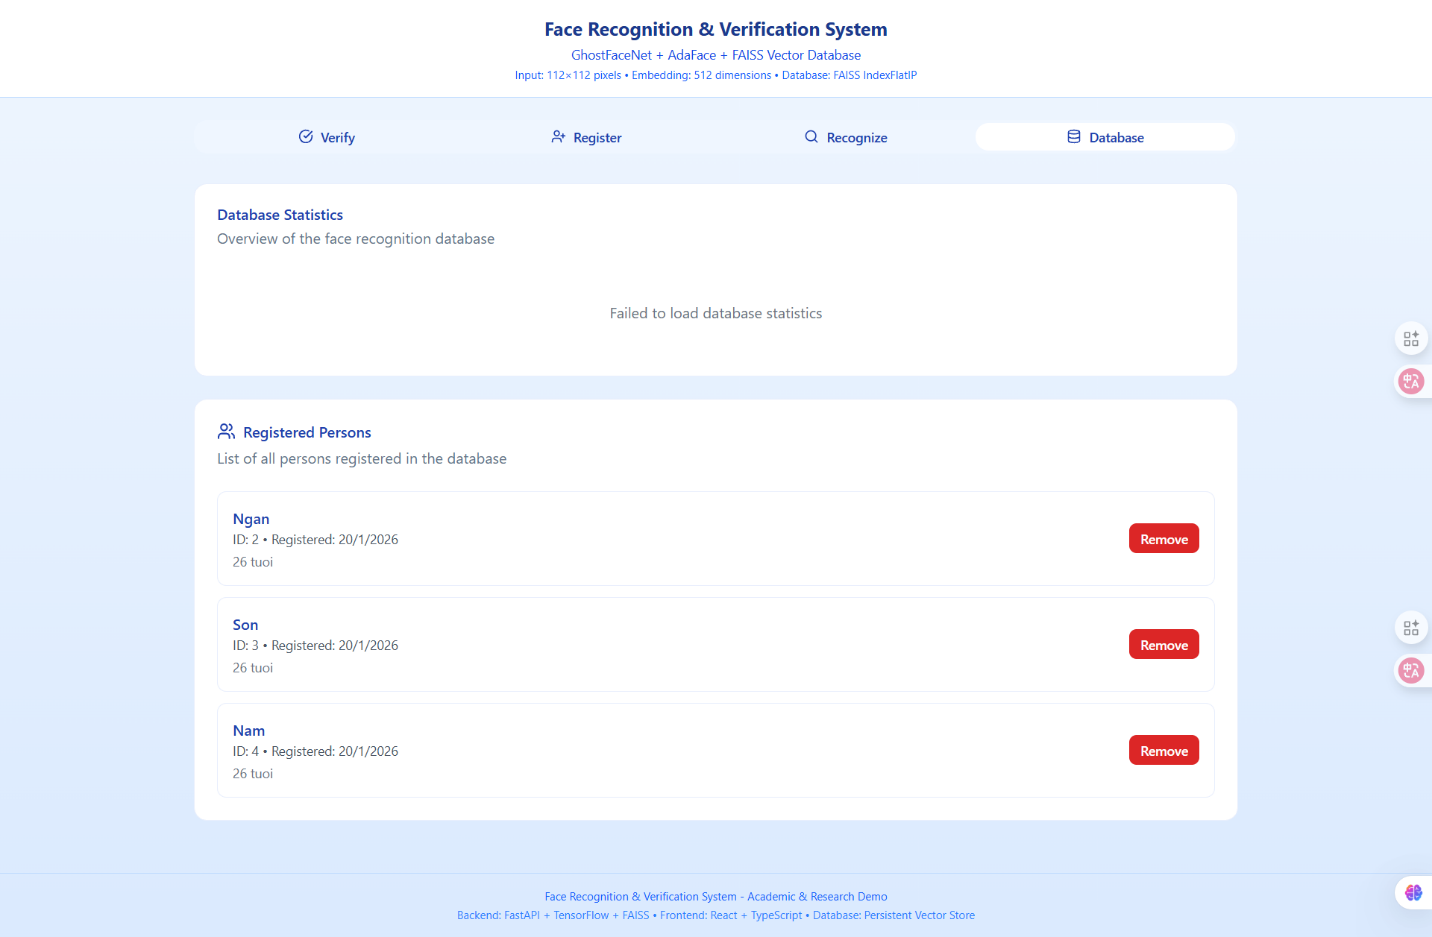 Face Recognition & Verification System
GhostFaceNet + AdaFace + FAISS Vector Database
Input: 112×112 pixels • Embedding: 512 dimensions • Database: FAISS IndexFlatIP
Verify
Register
Recognize
Database
Database Statistics
Overview of the face recognition database
Failed to load database statistics
Registered Persons
List of all persons registered in the database
Ngan
ID: 2 • Registered: 20/1/2026
26 tuoi
Remove
Son
ID: 3 • Registered: 20/1/2026
26 tuoi
Remove
Nam
ID: 4 • Registered: 20/1/2026
26 tuoi
Remove
Face Recognition & Verification System - Academic & Research Demo
Backend: FastAPI + TensorFlow + FAISS • Frontend: React + TypeScript • Database: Persistent Vector Store